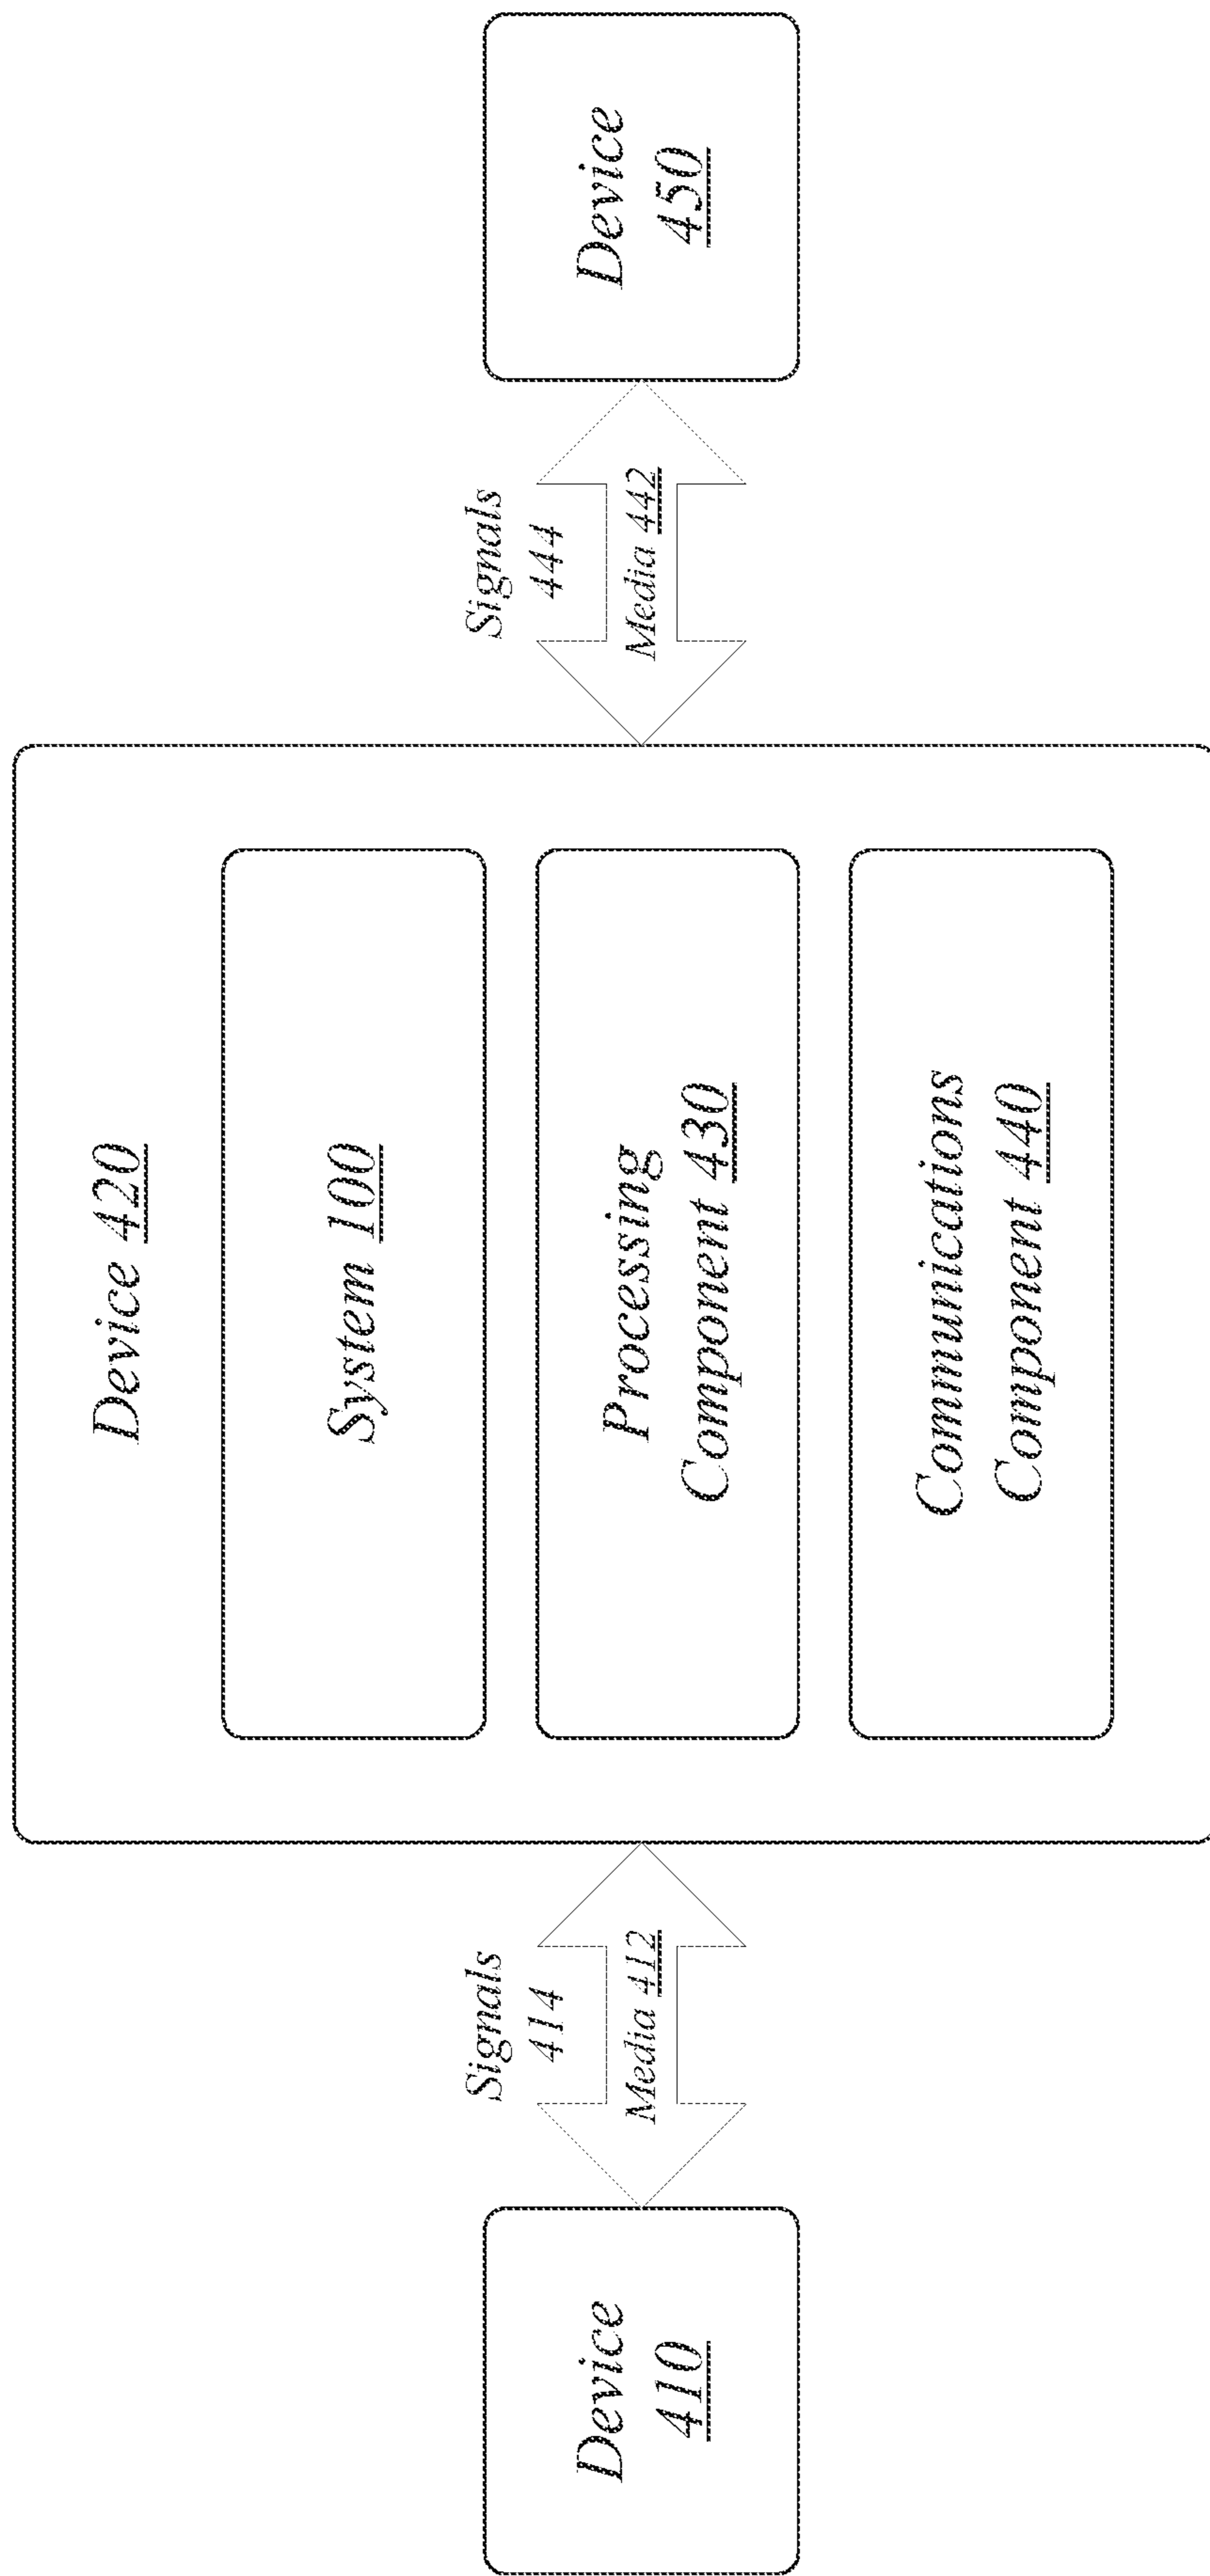 Device 420
System 100
Processing
Component 430
Communications
Component 440
Device
410
Signals
414
Media 412
Signals
444
Media 442
Device
450